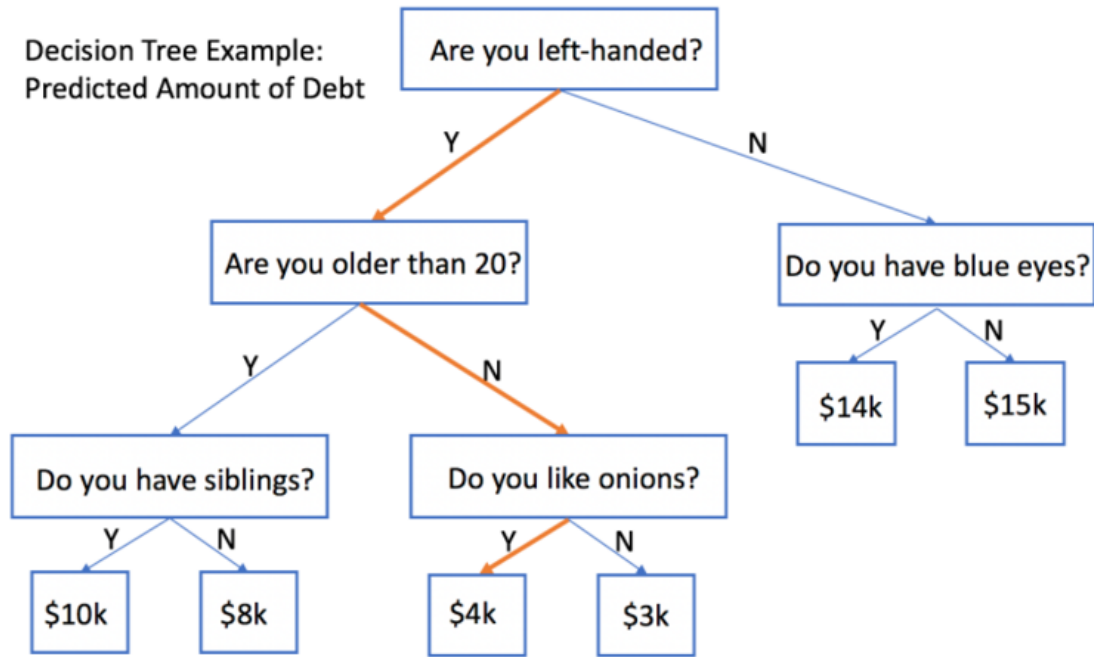 Decision Tree Example:
Predicted Amount of Debt
Are you left-handed?
Y
N
Are you older than 20?
Do you have blue eyes?
Y
N
Y
N
$14k
$15k
Do you have siblings?
Do you like onions?
Y
N
Y
N
$10k
$8k
$4k
$3k